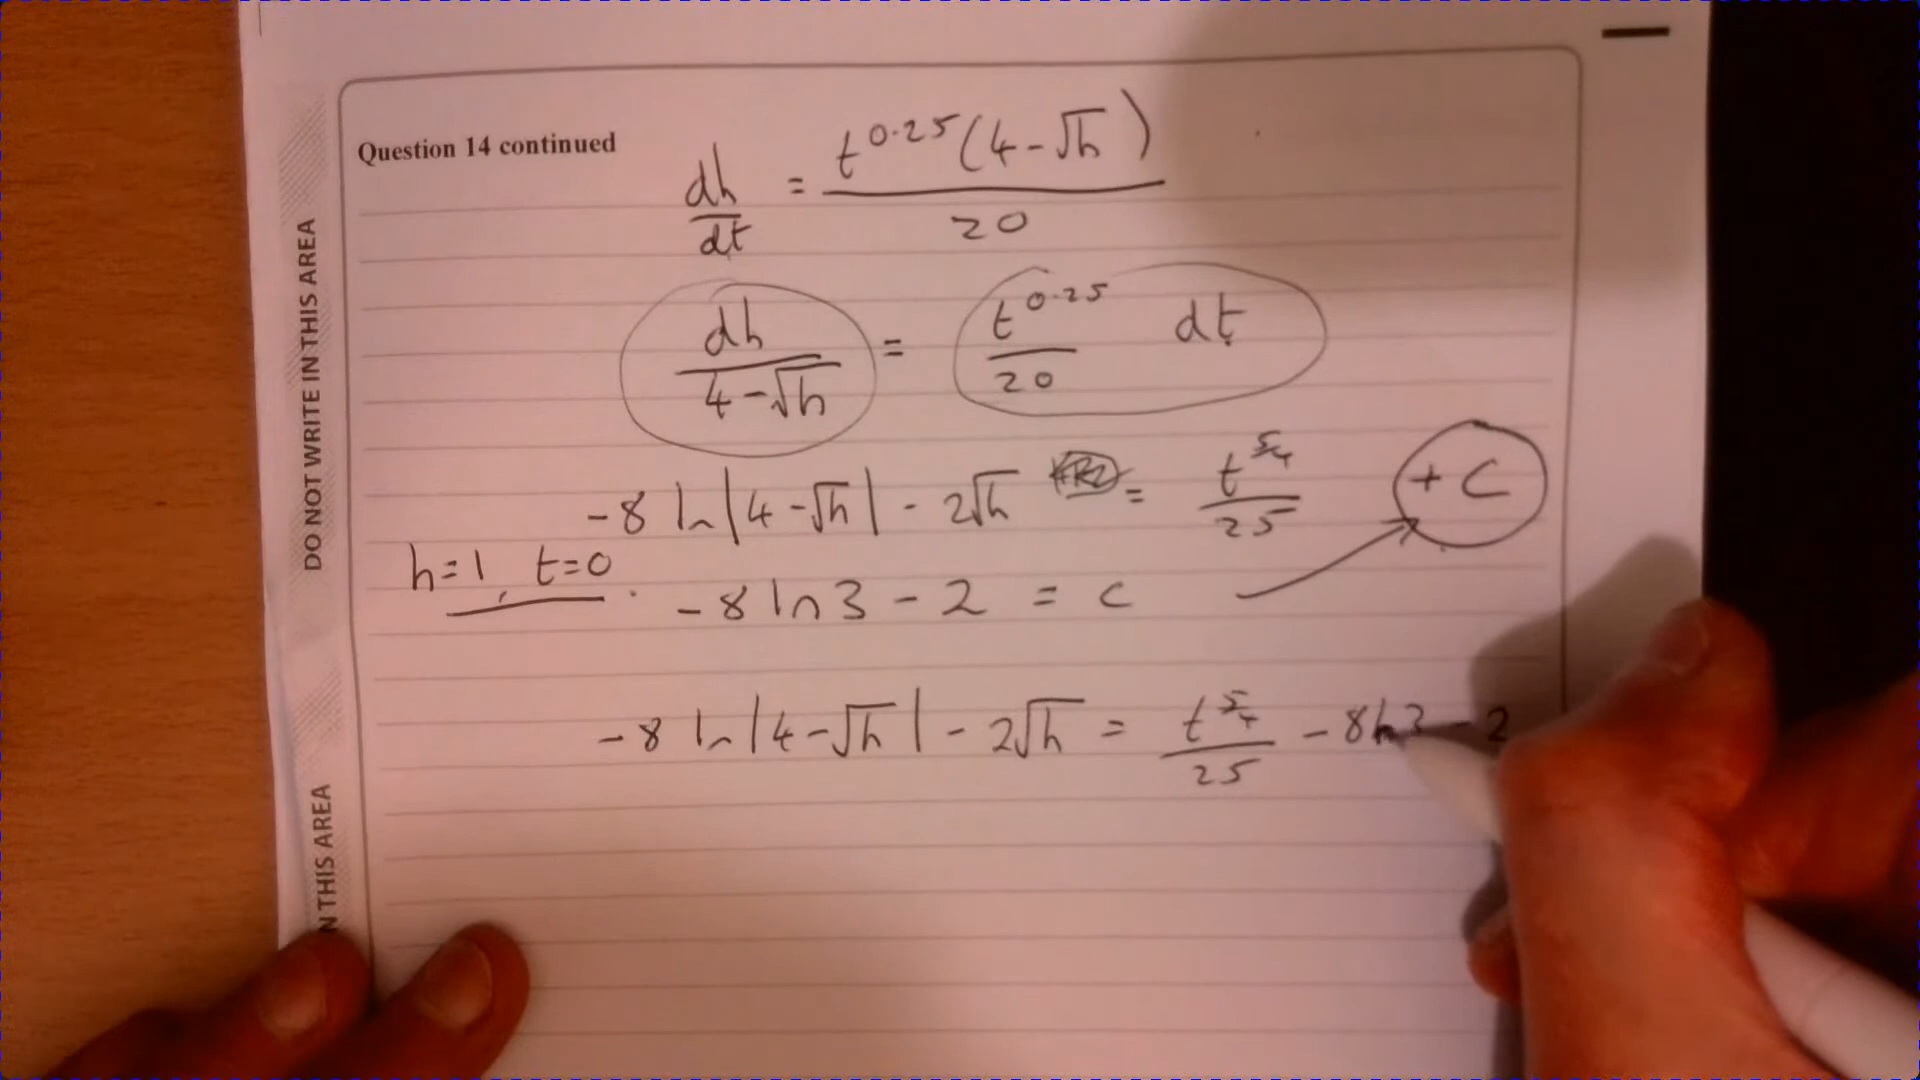 Question 14 continued
dh/dt = t^0.25(4-√h)/20
dh/(4-√h) = t^0.25/20 dt
-8 ln|4-√h| - 2√h = t^5/4/25 + C
h=1, t=0
-8 ln3 - 2 = c
-8 ln|4-√h| - 2√h = t^5/4/25 - 8ln3 - 2
DO NOT WRITE IN THIS AREA
N THIS AREA